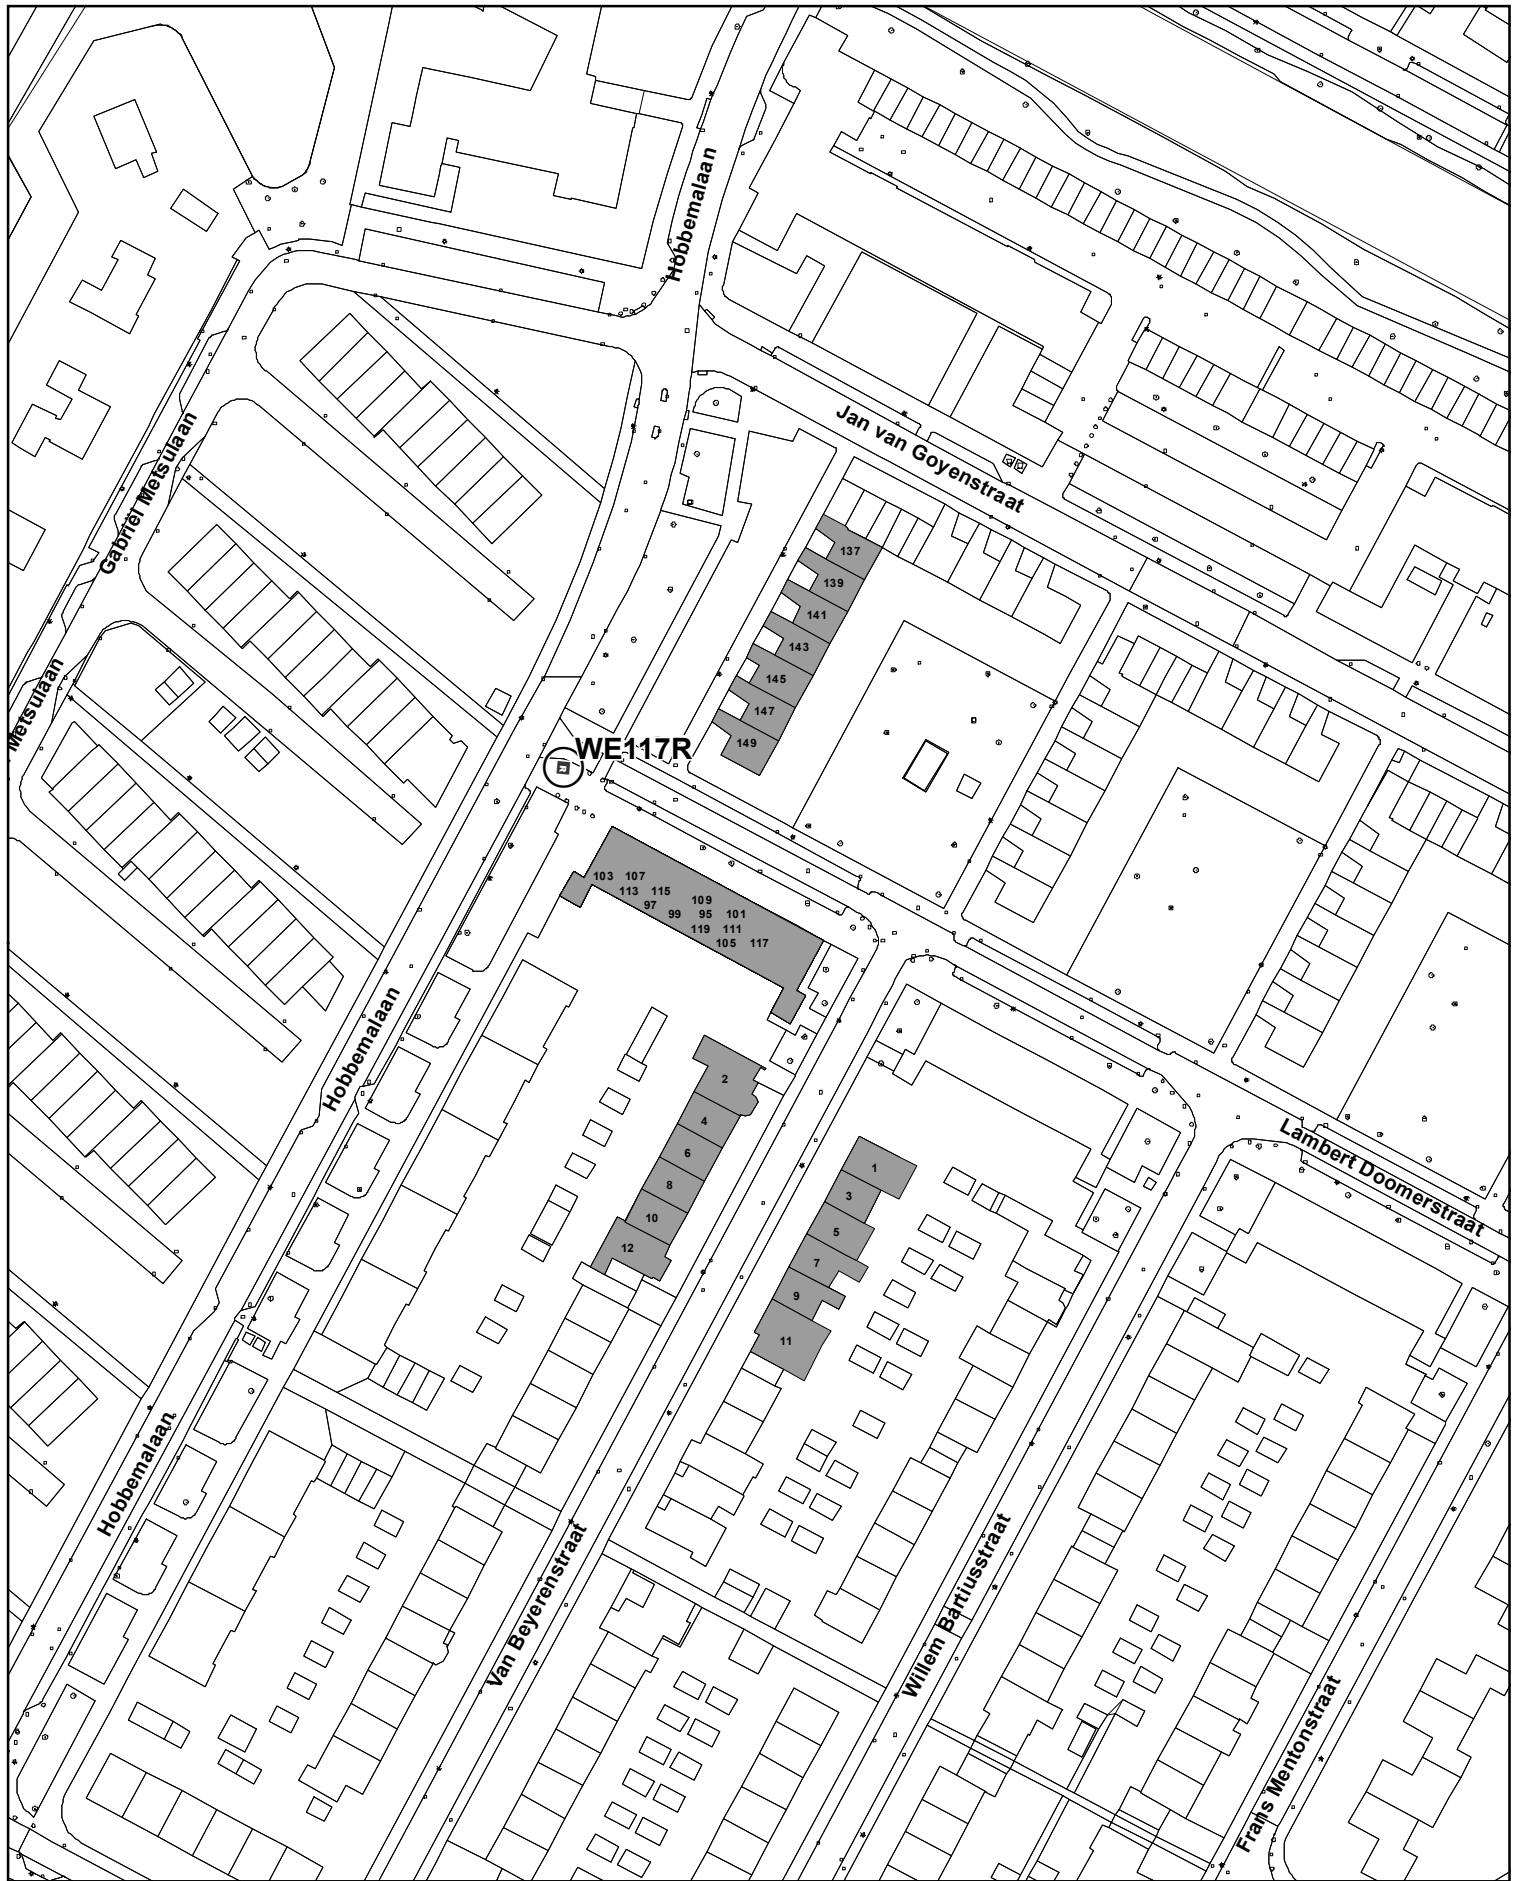 Hobbemalaan
Jan van Goyenstraat
Gabriël Metsulaan
137
139
141
143
145
147
149
Metsulaan
WE117R
R
103 107
113 115
97
109
99 95 101
119 111
105 117
Hobbemalaan
2
4
6
8
10
12
1
3
5
7
9
11
Lambert Doomerstraat
Hobbemalaan
Van Beyerenstraat
Willem Bartiusstraat
Frans Mentonstraat